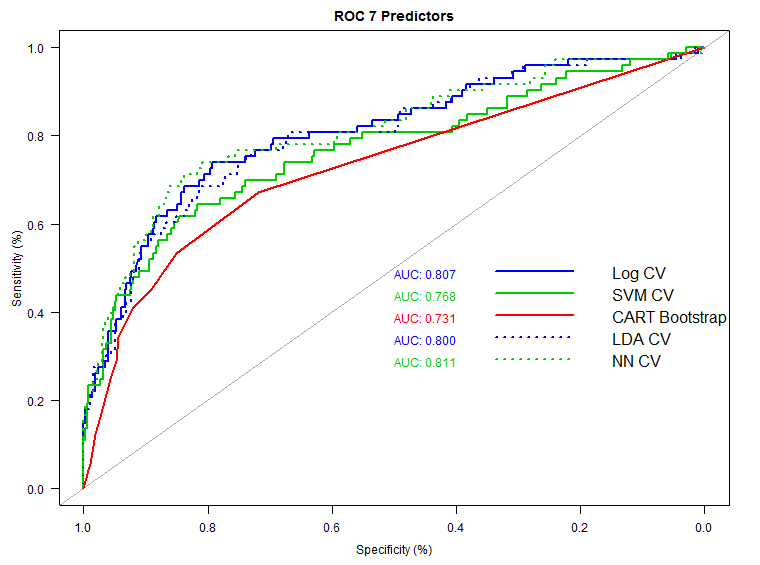 ROC 7 Predictors
Sensitivity (%)
1.0
0.8
0.6
0.4
0.2
0.0
AUC: 0.807 Log CV
AUC: 0.768 SVM CV
AUC: 0.731 CART Bootstrap
AUC: 0.800 LDA CV
AUC: 0.811 NN CV
1.0 0.8 0.6 0.4 0.2 0.0
Specificity (%)